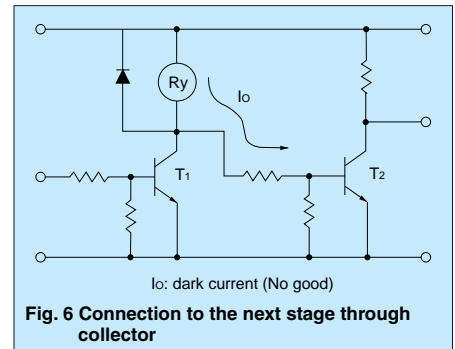 Ry
Io
T1
T2
Io: dark current (No good)
Fig. 6 Connection to the next stage through
collector